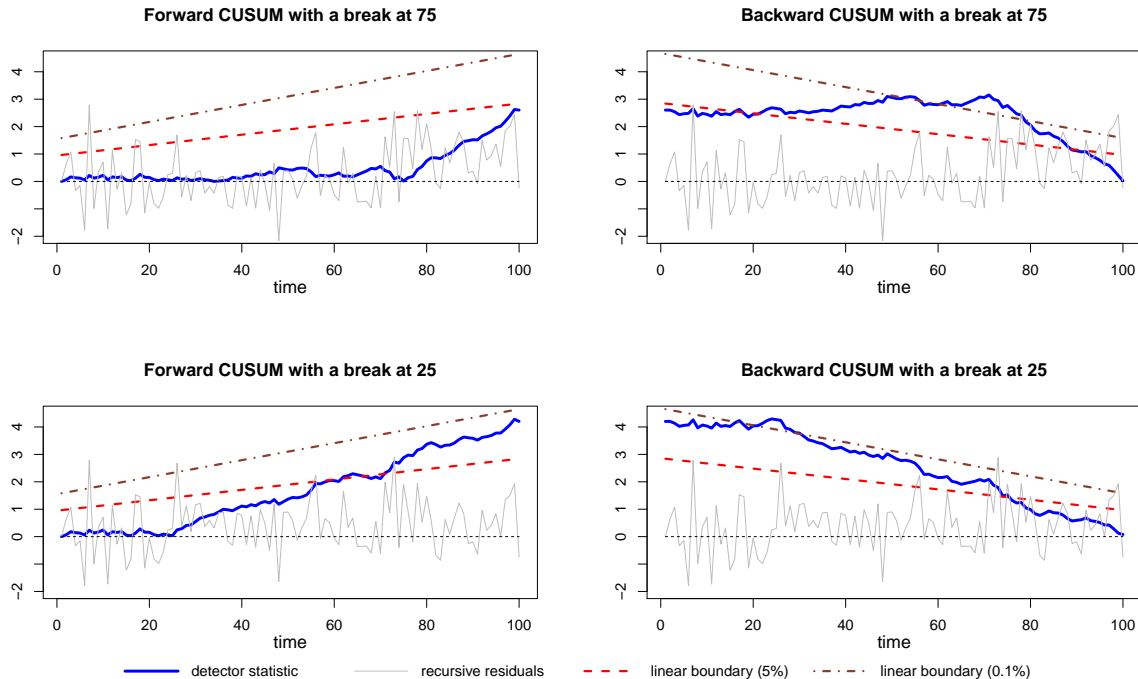 Forward CUSUM with a break at 75
Backward CUSUM with a break at 75
4
3
2
1
0
−2
0 20 40 60 80 100
time
4
3
2
1
0
−2
0 20 40 60 80 100
time
Forward CUSUM with a break at 25
Backward CUSUM with a break at 25
4
3
2
1
0
−2
0 20 40 60 80 100
time
4
3
2
1
0
−2
0 20 40 60 80 100
time
detector statistic recursive residuals linear boundary (5%) linear boundary (0.1%)